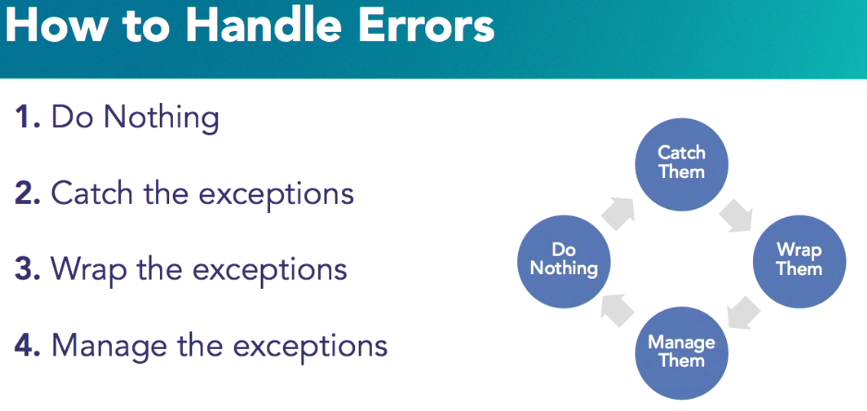 How to Handle Errors
1. Do Nothing
2. Catch the exceptions
3. Wrap the exceptions
4. Manage the exceptions
Catch
Them
Do
Nothing
Wrap
Them
Manage
Them